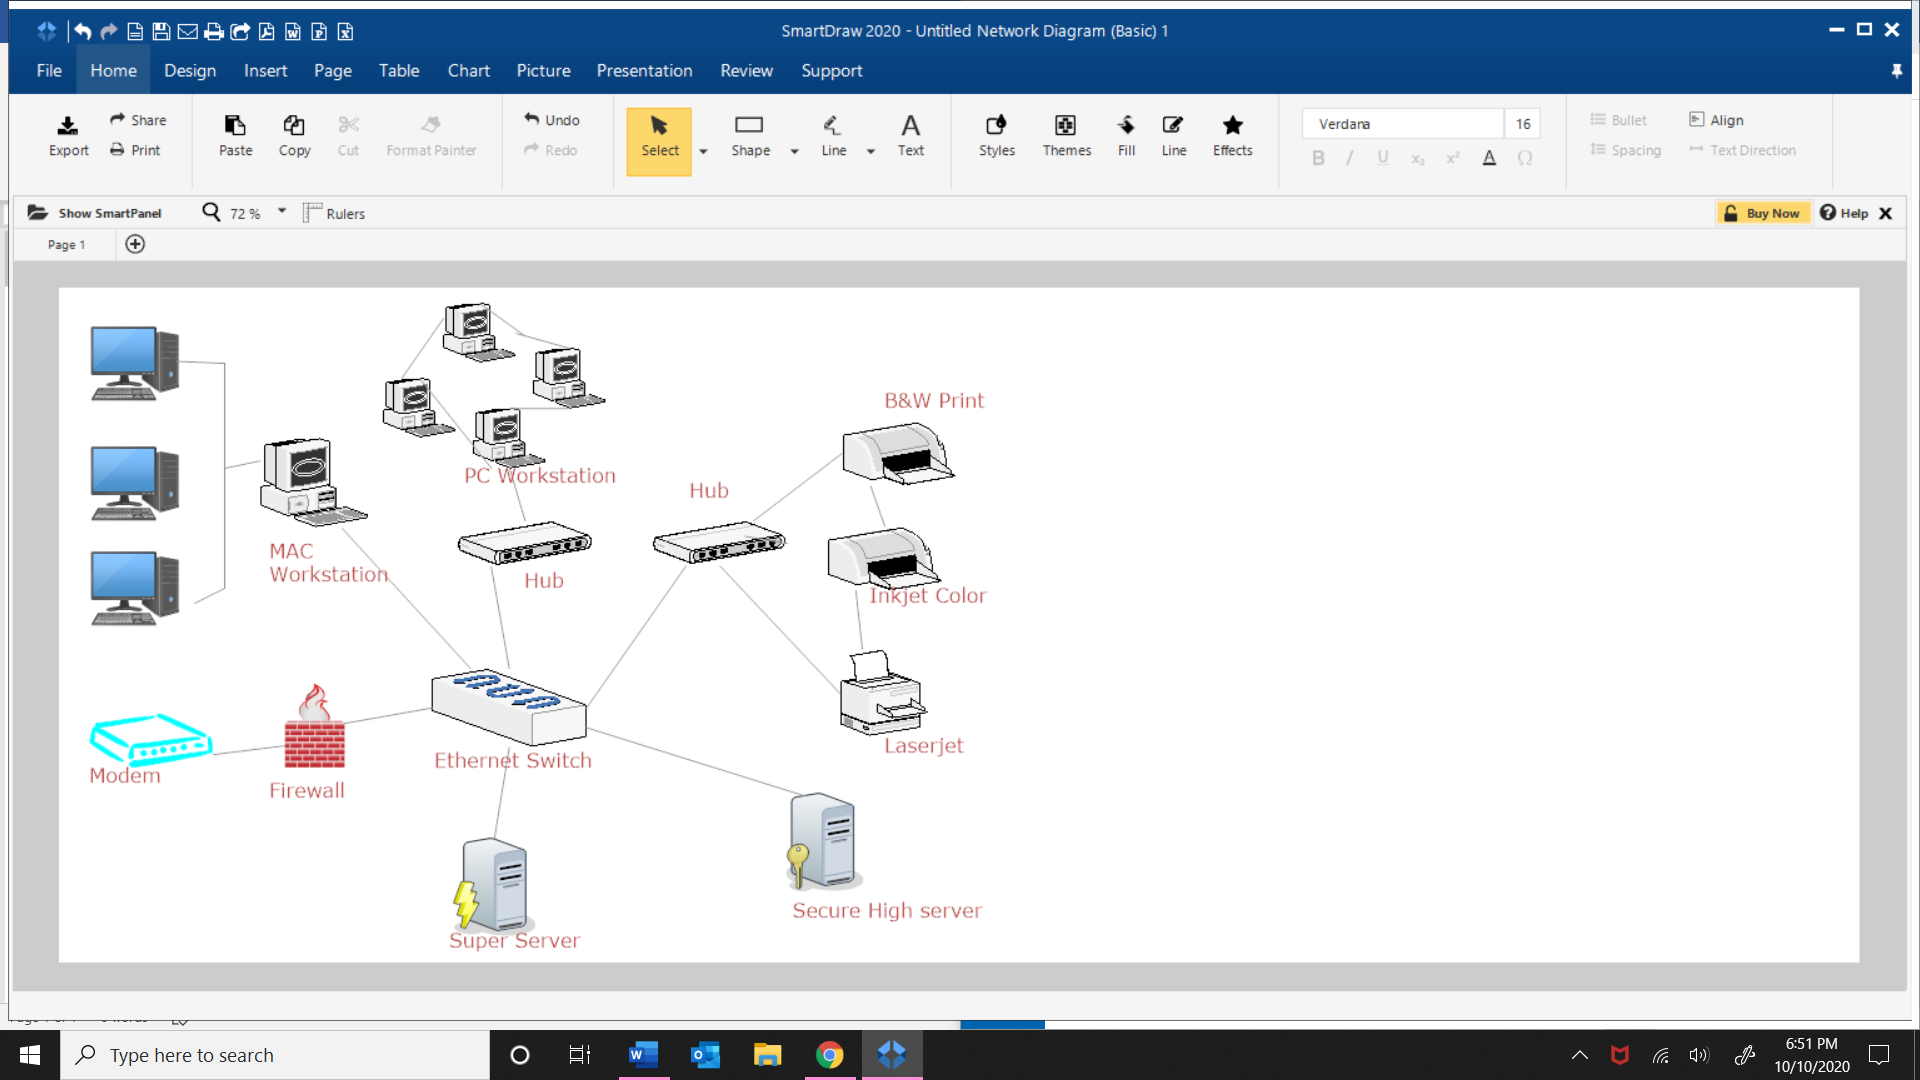 SmartDraw 2020 - Untitled Network Diagram (Basic) 1
File Home Design Insert Page Table Chart Picture Presentation Review Support
Export Share Print Paste Copy Cut Format Painter Undo Redo Select Shape Line Text Styles Themes Fill Line Effects Verdana 16 B I U x₂ x² A Ω Bullet Spacing Align Text Direction
Show SmartPanel 72 % Rulers Buy Now Help
Page 1
B&W Print
PC Workstation
Hub
MAC
Workstation
Hub
Inkjet Color
Laserjet
Ethernet Switch
Modem
Firewall
Secure High server
Super Server
Type here to search
6:51 PM
10/10/2020